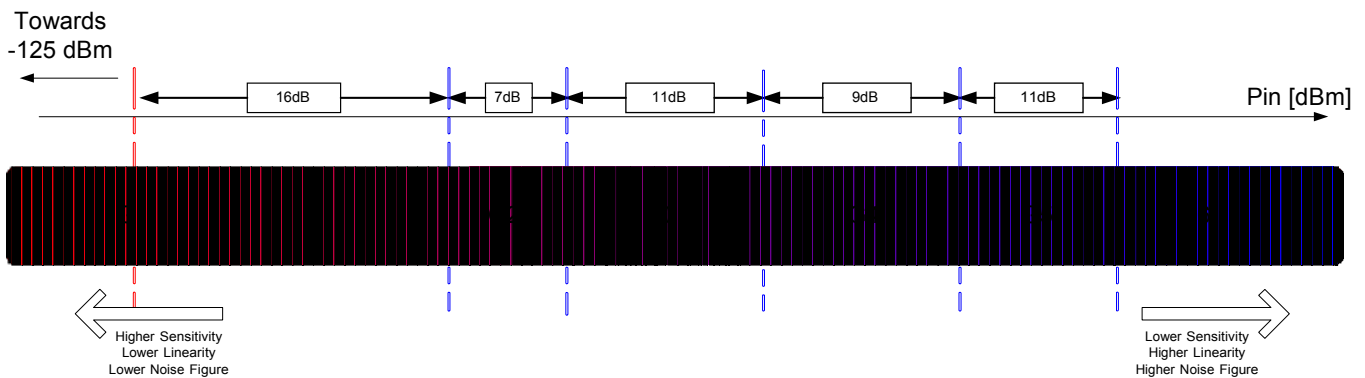 Towards
-125 dBm
16dB
7dB
11dB
9dB
11dB
Pin [dBm]
Higher Sensitivity
Lower Linearity
Lower Noise Figure
Lower Sensitivity
Higher Linearity
Higher Noise Figure